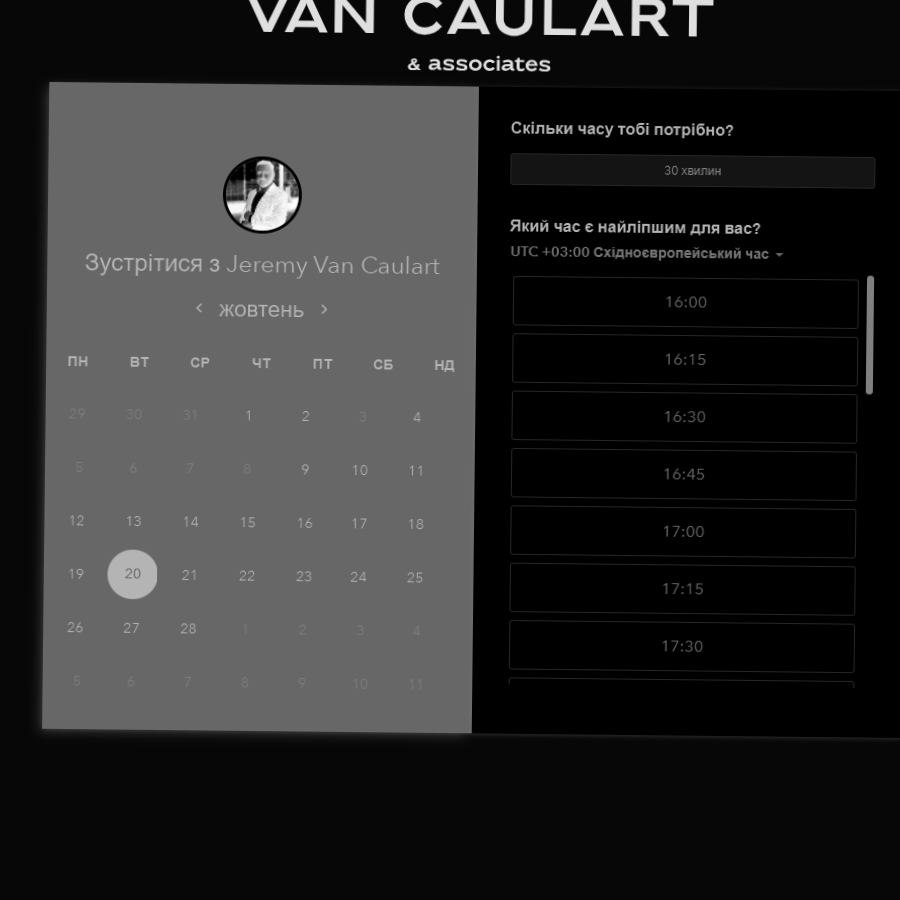 VAN CAULART
& associates
Зустрітися з Jeremy Van Caulart
< жовтень >
ПН ВТ СР ЧТ ПТ СБ НД
29 30 31 1 2 3 4
5 6 7 8 9 10 11
12 13 14 15 16 17 18
19 20 21 22 23 24 25
26 27 28 1 2 3 4
5 6 7 8 9 10 11
Скільки часу тобі потрібно?
30 хвилин
Який час є найліпшим для вас?
UTC +03:00 Східноєвропейський час
16:00
16:15
16:30
16:45
17:00
17:15
17:30